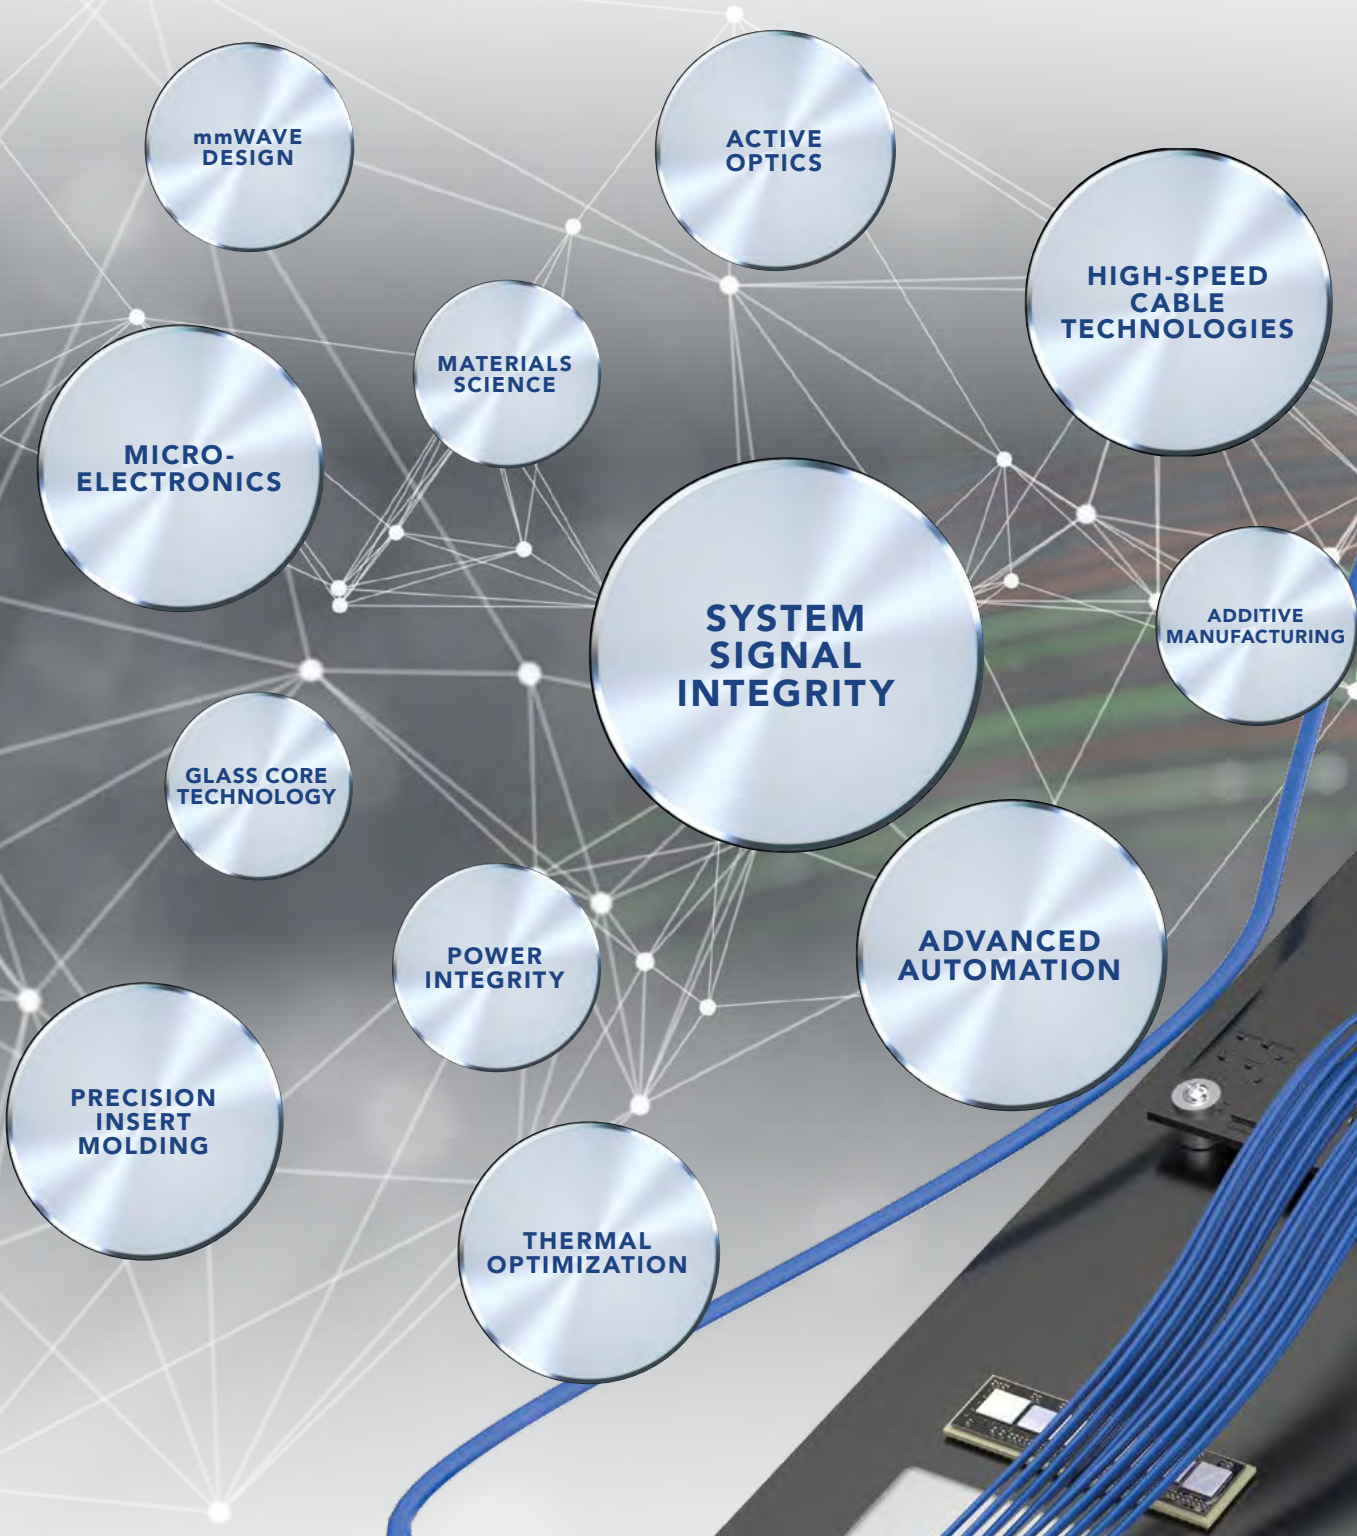 mmWAVE
DESIGN
ACTIVE
OPTICS
HIGH-SPEED
CABLE
TECHNOLOGIES
MATERIALS
SCIENCE
MICRO-
ELECTRONICS
SYSTEM
SIGNAL
INTEGRITY
ADDITIVE
MANUFACTURING
GLASS CORE
TECHNOLOGY
POWER
INTEGRITY
ADVANCED
AUTOMATION
PRECISION
INSERT
MOLDING
THERMAL
OPTIMIZATION